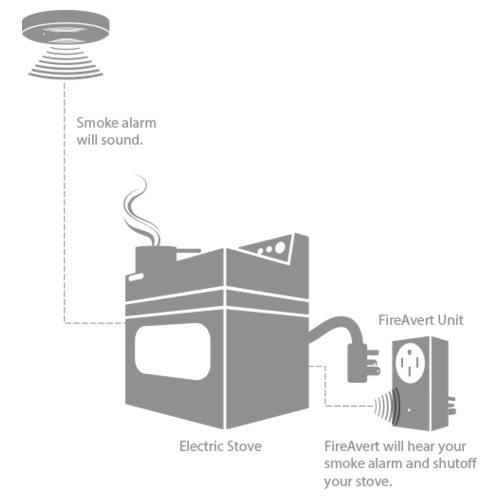 Smoke alarm
will sound.
FireAvert Unit
Electric Stove
FireAvert will hear your
smoke alarm and shutoff
your stove.